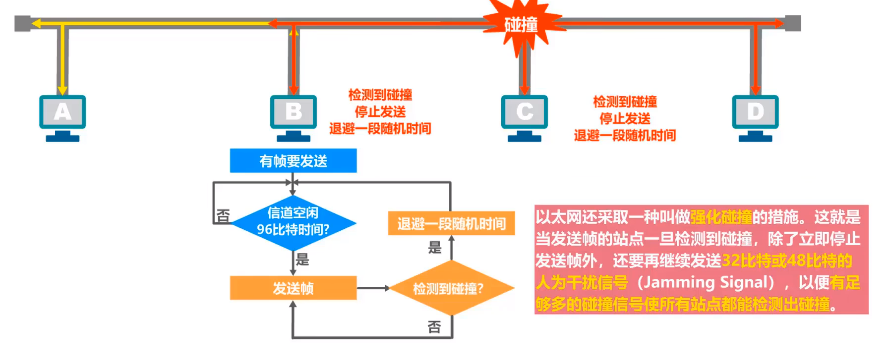 碰撞
A
B
C
D
检测到碰撞
停止发送
退避一段随机时间
检测到碰撞
停止发送
退避一段随机时间
有帧要发送
否
信道空闲
96比特时间?
是
发送帧
退避一段随机时间
是
检测到碰撞?
否
以太网还采取一种叫做强化碰撞的措施。这就是
当发送帧的站点一旦检测到碰撞，除了立即停止
发送帧外，还要再继续发送32比特或48比特的
人为干扰信号（Jamming Signal），以便有足
够多的碰撞信号使所有站点都能检测出碰撞。